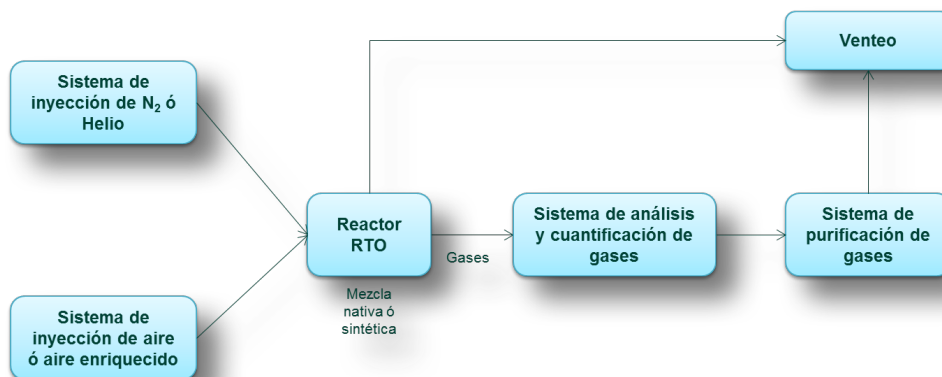 Venteo
Sistema de
inyección de N₂ ó
Helio
Reactor
RTO
Gases
Sistema de análisis
y cuantificación de
gases
Sistema de
purificación de
gases
Mezcla
nativa ó
sintética
Sistema de
inyección de aire
ó aire enriquecido